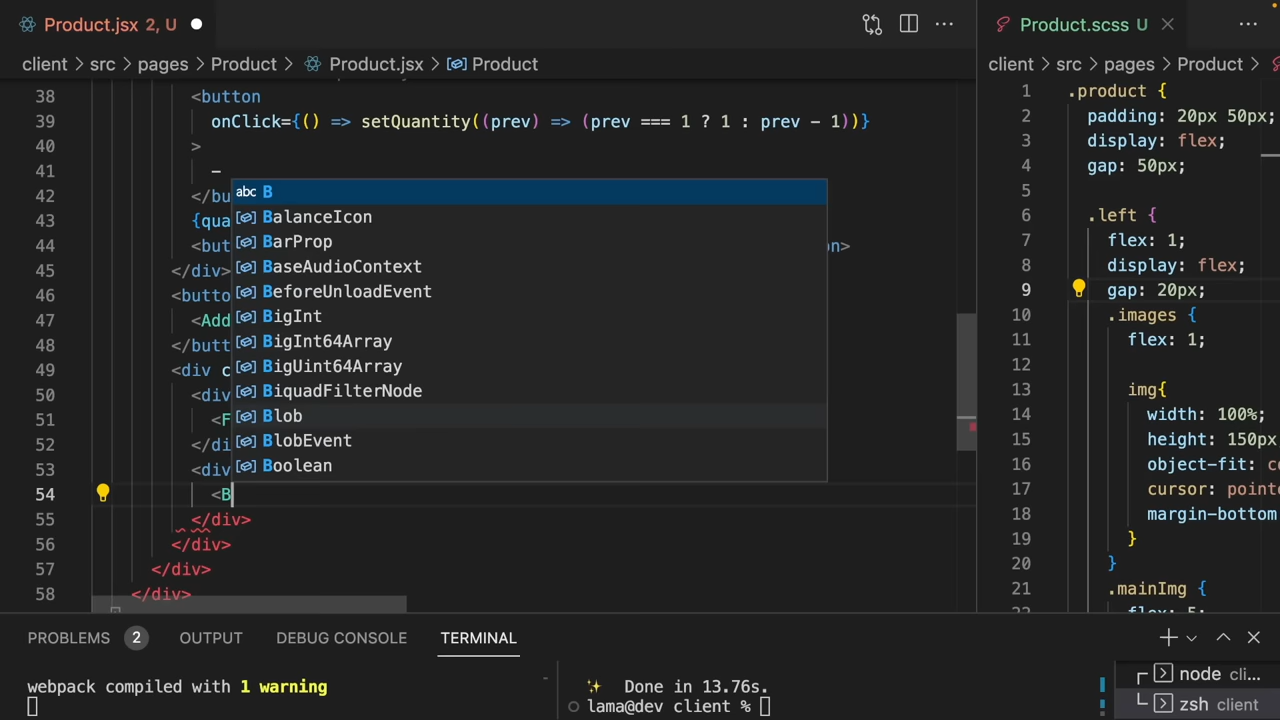 Product.jsx 2, U
client > src > pages > Product > Product.jsx > Product
38 <button
39 onClick={() => setQuantity((prev) => (prev === 1 ? 1 : prev - 1))}
40 >
41 -
42 </bu
43 {qua
44 <but on>
45 </div>
46 <butto
47 <Add
48 </butt
49 <div c
50 <div
51 <F
52 </di
53 <div
54 <B
55 </div>
56 </div>
57 </div>
58 </div>
abc B
BalanceIcon
BarProp
BaseAudioContext
BeforeUnloadEvent
BigInt
BigInt64Array
BigUint64Array
BiquadFilterNode
Blob
BlobEvent
Boolean
Product.scss U
client > src > pages > Product >
1 .product {
2 padding: 20px 50px;
3 display: flex;
4 gap: 50px;
5
6 .left {
7 flex: 1;
8 display: flex;
9 gap: 20px;
10 .images {
11 flex: 1;
12
13 img{
14 width: 100%;
15 height: 150px
16 object-fit: co
17 cursor: pointe
18 margin-bottom
19 }
20 }
21 .mainImg {
22 flex: 5;
PROBLEMS 2 OUTPUT DEBUG CONSOLE TERMINAL
webpack compiled with 1 warning
✨ Done in 13.76s.
lama@dev client %
node cli...
zsh client